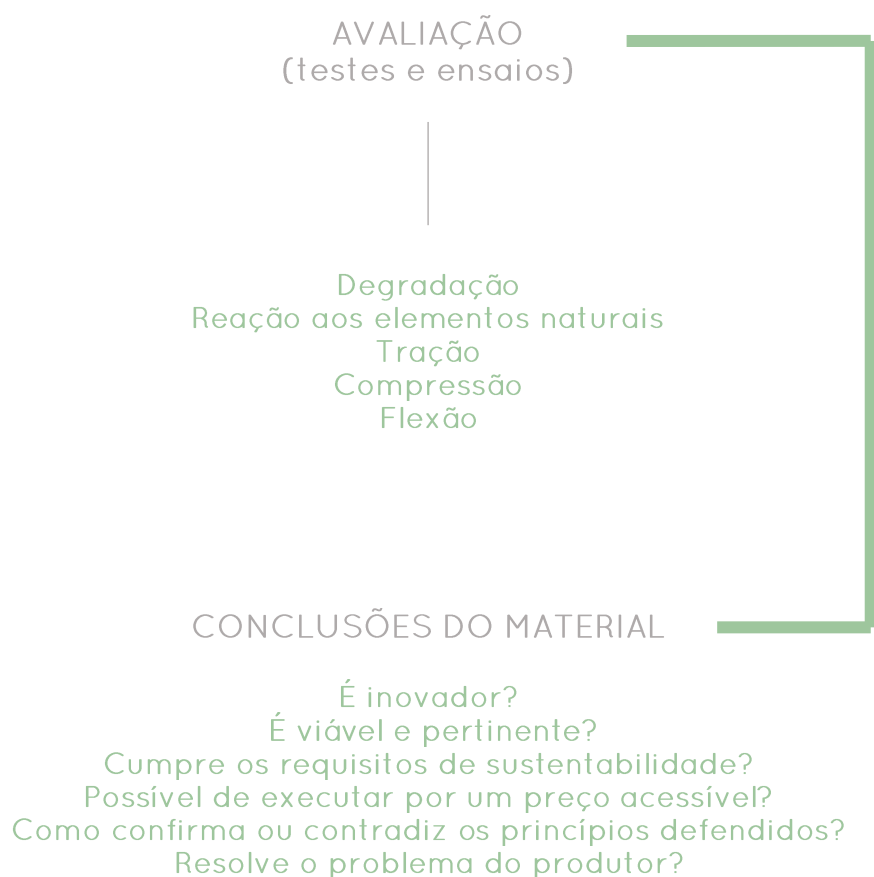 AVALIAÇÃO
(testes e ensaios)
Degradação
Reação aos elementos naturais
Tração
Compressão
Flexão
CONCLUSÕES DO MATERIAL
É inovador?
É viável e pertinente?
Cumpre os requisitos de sustentabilidade?
Possível de executar por um preço acessível?
Como confirma ou contradiz os princípios defendidos?
Resolve o problema do produtor?